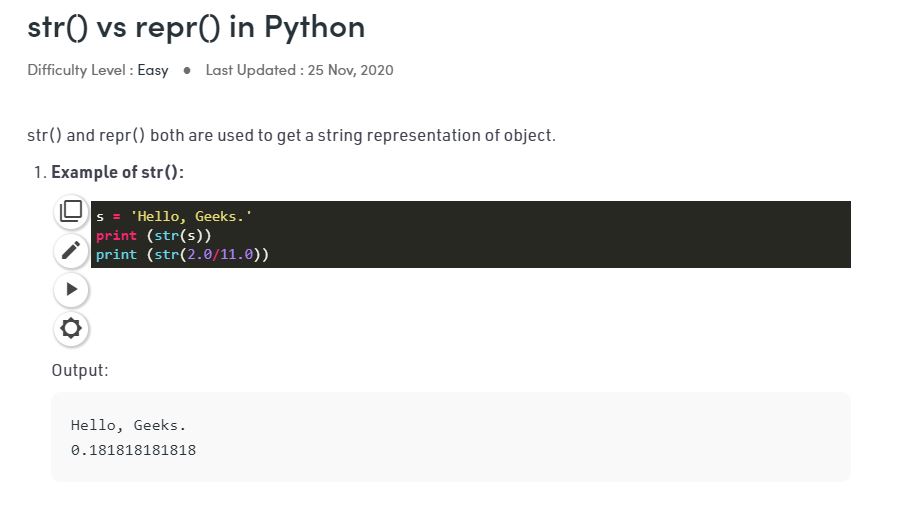 str() vs repr() in Python
Difficulty Level : Easy ● Last Updated : 25 Nov, 2020
str() and repr() both are used to get a string representation of object.
1. Example of str():
s = 'Hello, Geeks.'
print (str(s))
print (str(2.0/11.0))
Output:
Hello, Geeks.
0.181818181818